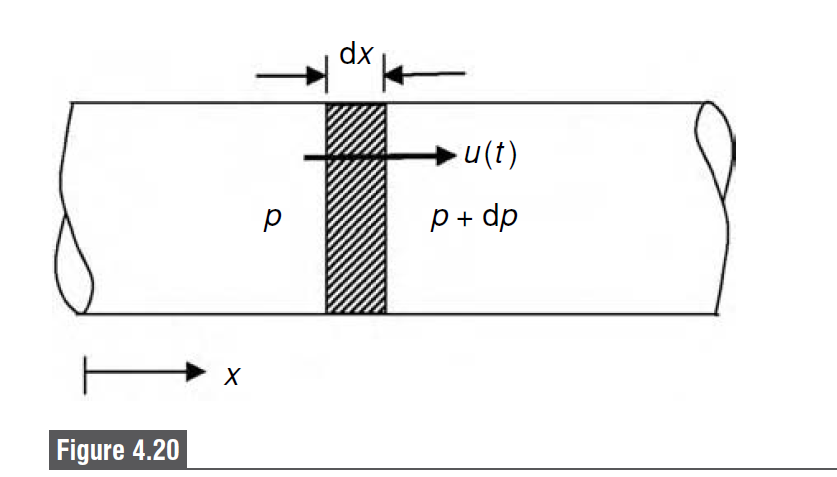 dx
u(t)
p
p + dp
x
Figure 4.20